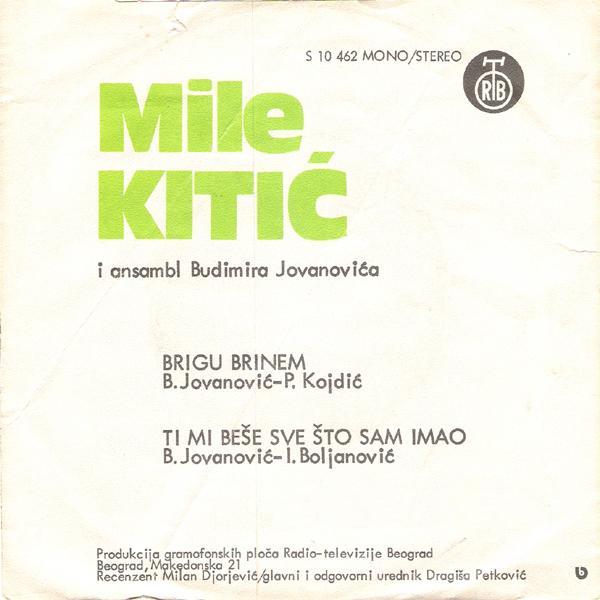 S 10 462 MONO/STEREO
RTB
Mile
KITIĆ
i ansambl Budimira Jovanovića
BRIGU BRINEM
B.Jovanović-P. Kojdić
TI MI BEŠE SVE ŠTO SAM IMAO
B.Jovanović-I.Boljanović
Produkcija gramofonskih ploča Radio-televizije Beograd
Beograd, Makedonska 21
Recenzent Milan Djorjević/glavni i odgovorni urednik Dragiša Petković
b